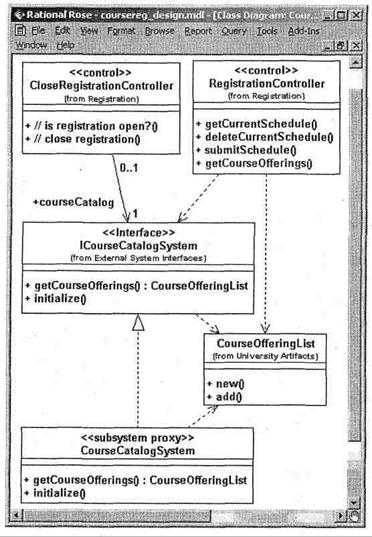 Rational Rose - coursereg_design.mdl - [Class Diagram: Cour...
File Edit View Format Browse Report Query Tools Add-Ins
Window Help
<<control>>
CloseRegistrationController
(from Registration)
+ // is registration open?()
+ // close registration()
<<control>>
RegistrationController
(from Registration)
+ getCurrentSchedule()
+ deleteCurrentSchedule()
+ submitSchedule()
+ getCourseOfferings()
0..1
+courseCatalog
1
<<Interface>>
ICourseCatalogSystem
(from External System Interfaces)
+ getCourseOfferings() : CourseOfferingList
+ initialize()
CourseOfferingList
(from University Artifacts)
+ new()
+ add()
<<subsystem proxy>>
CourseCatalogSystem
+ getCourseOfferings() : CourseOfferingList
+ initialize()